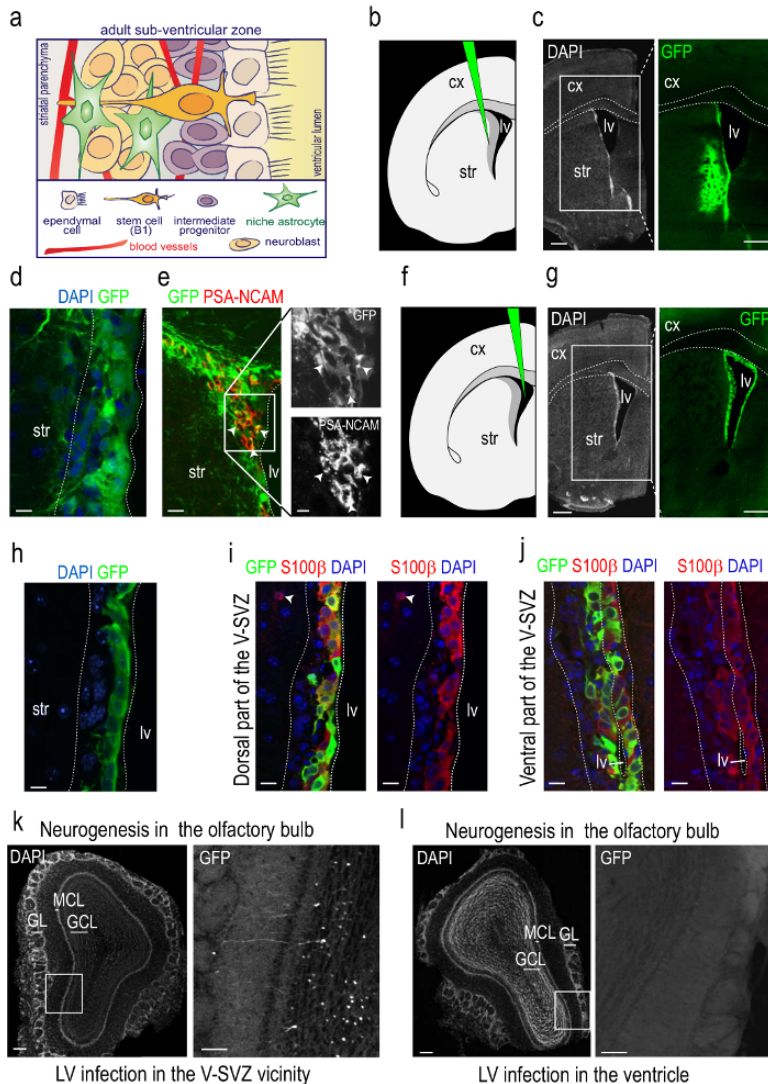 a
adult sub-ventricular zone
striatal parenchyma
ventricular lumen
ependymal cell
stem cell (B1)
intermediate progenitor
niche astrocyte
blood vessels
neuroblast
b
cx
lv
str
c
DAPI
cx
lv
str
GFP
lv
d
DAPI GFP
str
e
GFP PSA-NCAM
str
lv
GFP
PSA-NCAM
f
cx
lv
str
g
DAPI
cx
lv
str
GFP
lv
h
DAPI GFP
str
lv
i
Dorsal part of the V-SVZ
GFP S100β DAPI
S100β DAPI
lv
j
Ventral part of the V-SVZ
GFP S100β DAPI
lv
S100β DAPI
lv
k
Neurogenesis in the olfactory bulb
DAPI
MCL
GL
GCL
GFP
LV infection in the V-SVZ vicinity
l
Neurogenesis in the olfactory bulb
DAPI
MCL
GL
GCL
GFP
LV infection in the ventricle